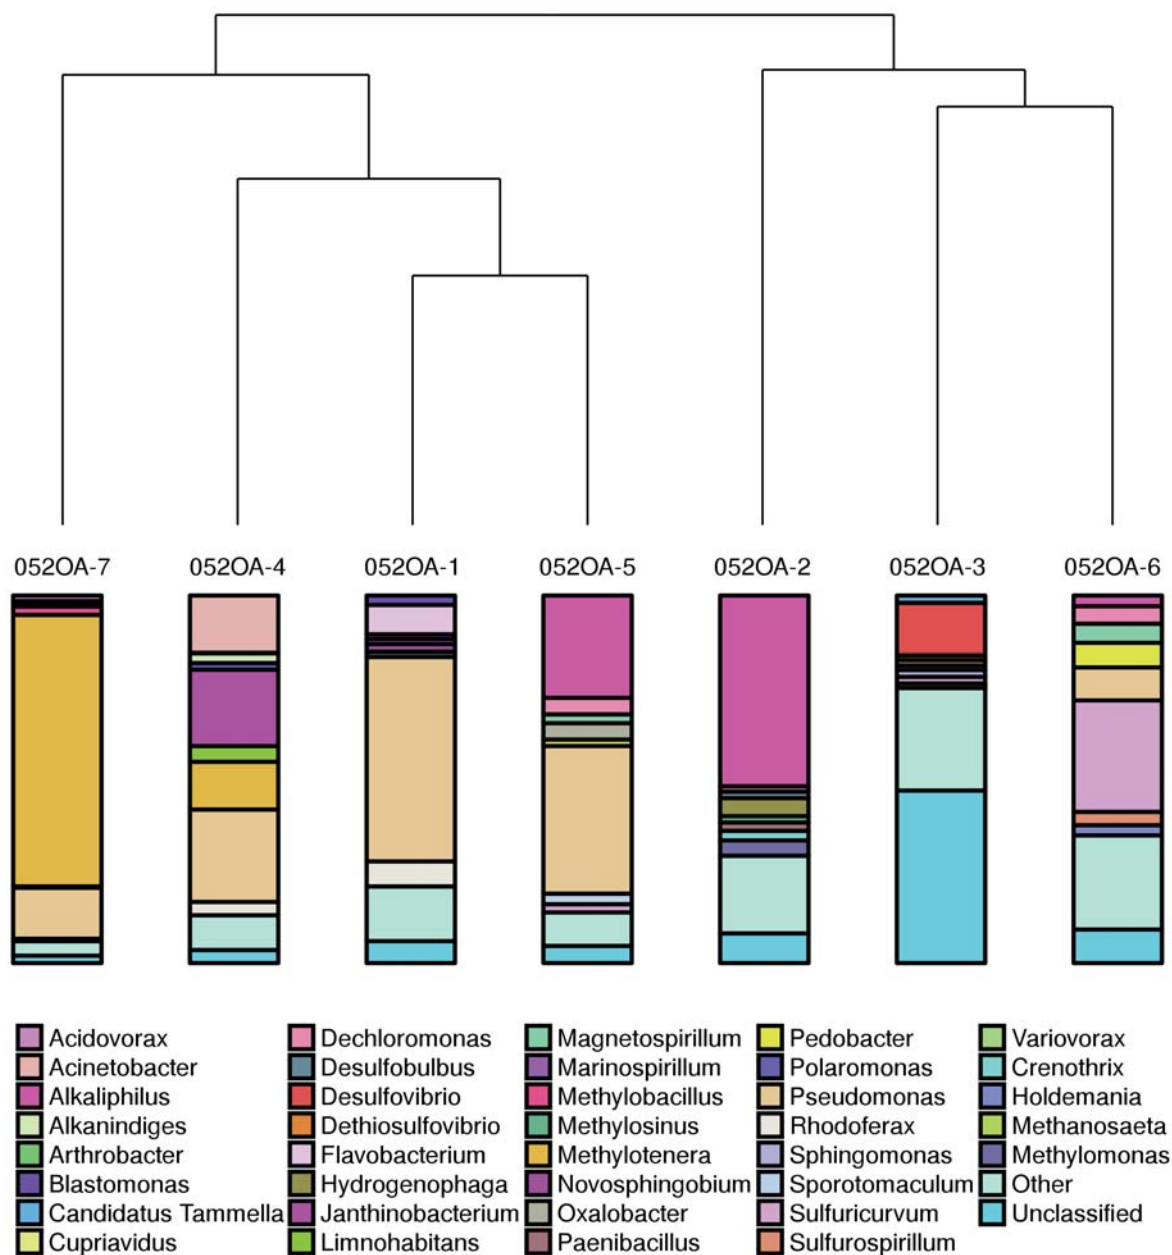 052OA-7 052OA-4 052OA-1 052OA-5 052OA-2 052OA-3 052OA-6
Acidovorax Dechloromonas Magnetospirillum Pedobacter Variovorax
Acinetobacter Desulfobulbus Marinospirillum Polaromonas Crenothrix
Alkaliphilus Desulfovibrio Methylobacillus Pseudomonas Holdemania
Alkanindiges Dethiosulfovibrio Methylosinus Rhodoferax Methanosaeta
Arthrobacter Flavobacterium Methylotenera Sphingomonas Methylomonas
Blastomonas Hydrogenophaga Novosphingobium Sporotomaculum Other
Candidatus Tammella Janthinobacterium Oxalobacter Sulfuricurvum Unclassified
Cupriavidus Limnohabitans Paenibacillus Sulfurospirillum